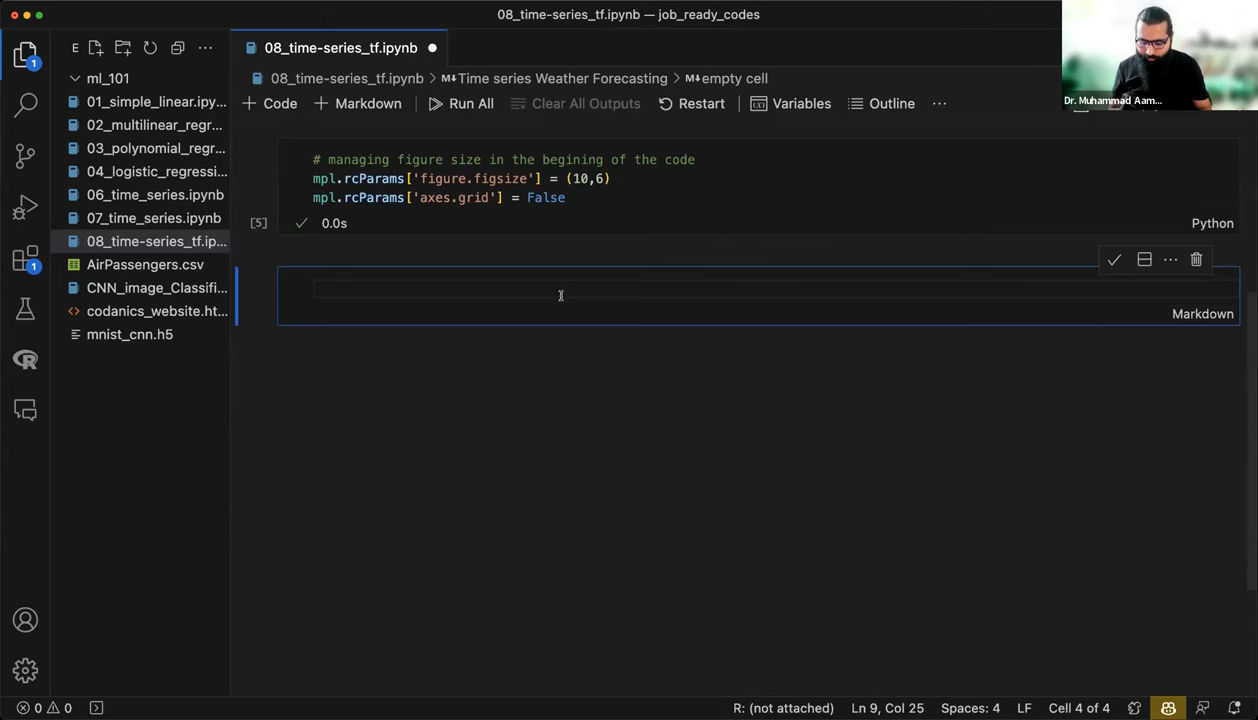 08_time-series_tf.ipynb — job_ready_codes
E
08_time-series_tf.ipynb
08_time-series_tf.ipynb > Time series Weather Forecasting > empty cell
+ Code + Markdown Run All Clear All Outputs Restart Variables Outline ...
ml_101
01_simple_linear.ipy...
02_multilinear_regr...
03_polynomial_regr...
04_logistic_regressi...
06_time_series.ipynb
07_time_series.ipynb
08_time-series_tf.ip...
AirPassengers.csv
CNN_image_Classifi...
codanics_website.ht...
mnist_cnn.h5
1
1
# managing figure size in the begining of the code
mpl.rcParams['figure.figsize'] = (10,6)
mpl.rcParams['axes.grid'] = False
[5] 0.0s Python
Markdown
Dr. Muhammad Aam...
0 0 R: (not attached) Ln 9, Col 25 Spaces: 4 LF Cell 4 of 4